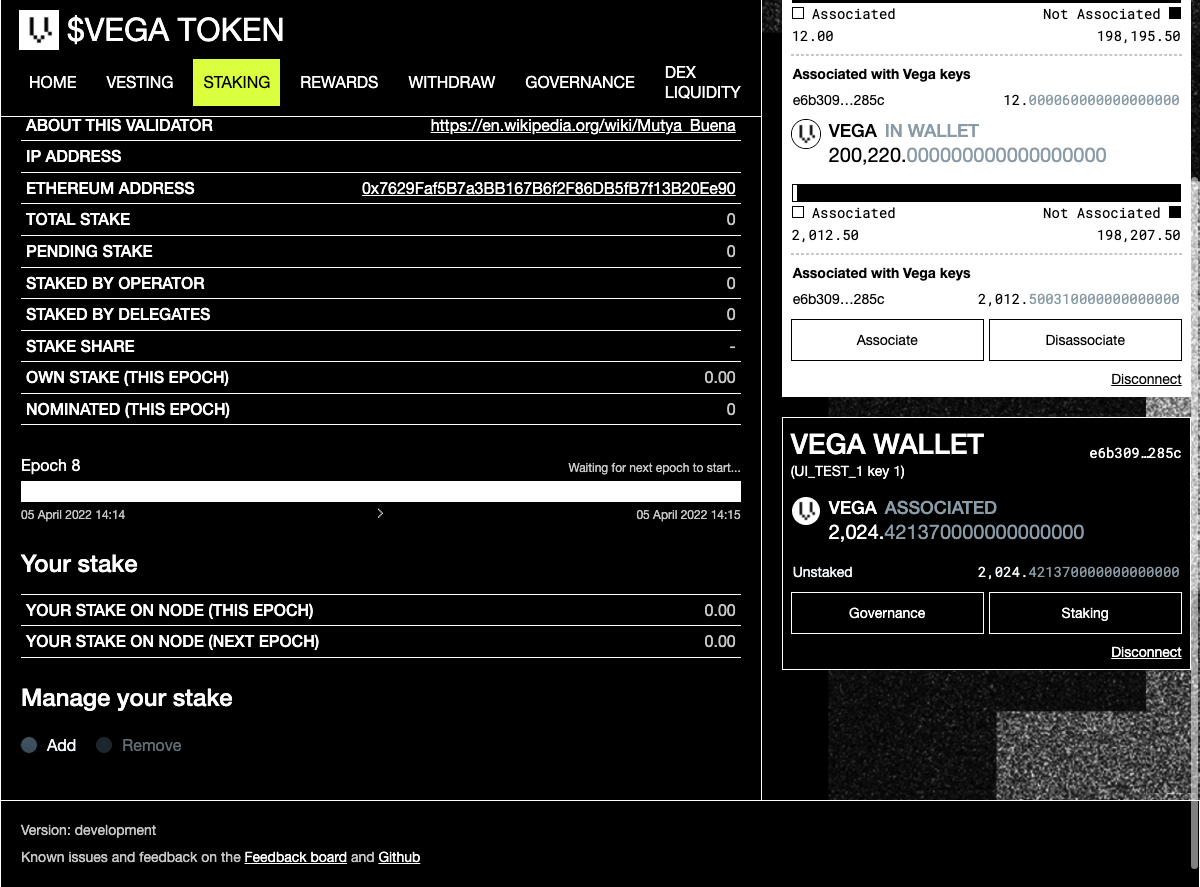 $VEGA TOKEN
HOME VESTING STAKING REWARDS WITHDRAW GOVERNANCE DEX LIQUIDITY
ABOUT THIS VALIDATOR https://en.wikipedia.org/wiki/Mutya_Buena
IP ADDRESS
ETHEREUM ADDRESS 0x7629Faf5B7a3BB167B6f2F86DB5fB7f13B20Ee90
TOTAL STAKE 0
PENDING STAKE 0
STAKED BY OPERATOR 0
STAKED BY DELEGATES 0
STAKE SHARE -
OWN STAKE (THIS EPOCH) 0.00
NOMINATED (THIS EPOCH) 0
Epoch 8 Waiting for next epoch to start...
05 April 2022 14:14 > 05 April 2022 14:15
Your stake
YOUR STAKE ON NODE (THIS EPOCH) 0.00
YOUR STAKE ON NODE (NEXT EPOCH) 0.00
Manage your stake
Add Remove
Associated Not Associated
12.00 198,195.50
Associated with Vega keys
e6b309…285c 12.000060000000000000
VEGA IN WALLET
200,220.000000000000000000
Associated Not Associated
2,012.50 198,207.50
Associated with Vega keys
e6b309…285c 2,012.500310000000000000
Associate Disassociate
Disconnect
VEGA WALLET e6b309…285c
(UI_TEST_1 key 1)
VEGA ASSOCIATED
2,024.421370000000000000
Unstaked 2,024.421370000000000000
Governance Staking
Disconnect
Version: development
Known issues and feedback on the Feedback board and Github